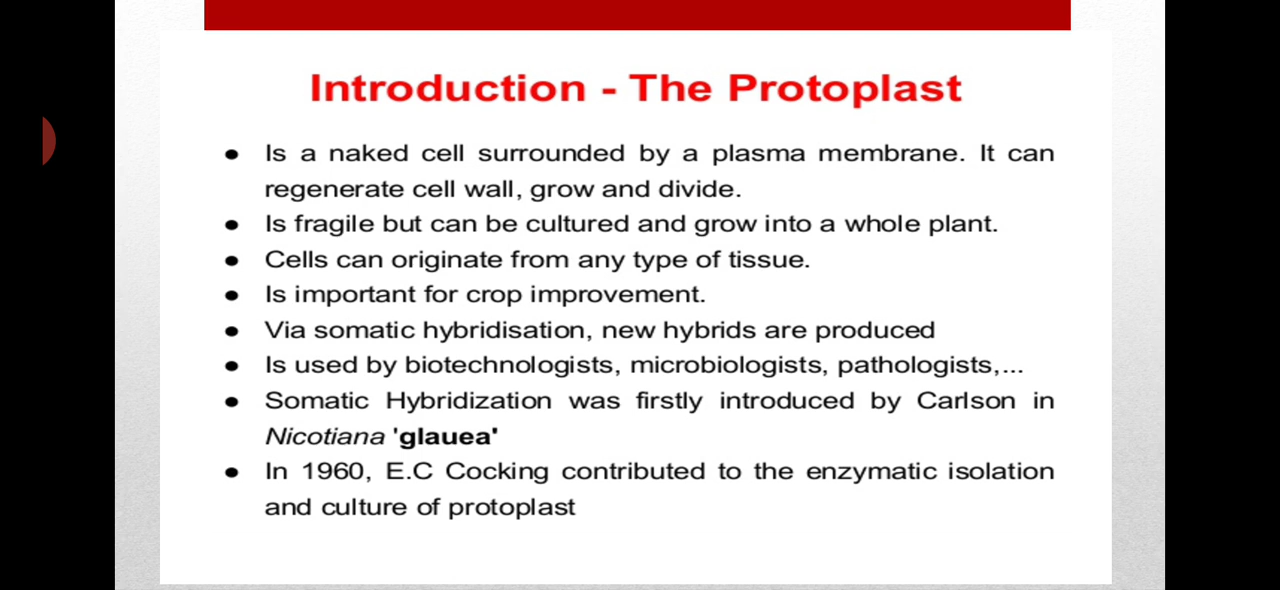 Introduction - The Protoplast
● Is a naked cell surrounded by a plasma membrane. It can
regenerate cell wall, grow and divide.
● Is fragile but can be cultured and grow into a whole plant.
● Cells can originate from any type of tissue.
● Is important for crop improvement.
● Via somatic hybridisation, new hybrids are produced
● Is used by biotechnologists, microbiologists, pathologists,...
● Somatic Hybridization was firstly introduced by Carlson in
Nicotiana 'glauea'
● In 1960, E.C Cocking contributed to the enzymatic isolation
and culture of protoplast